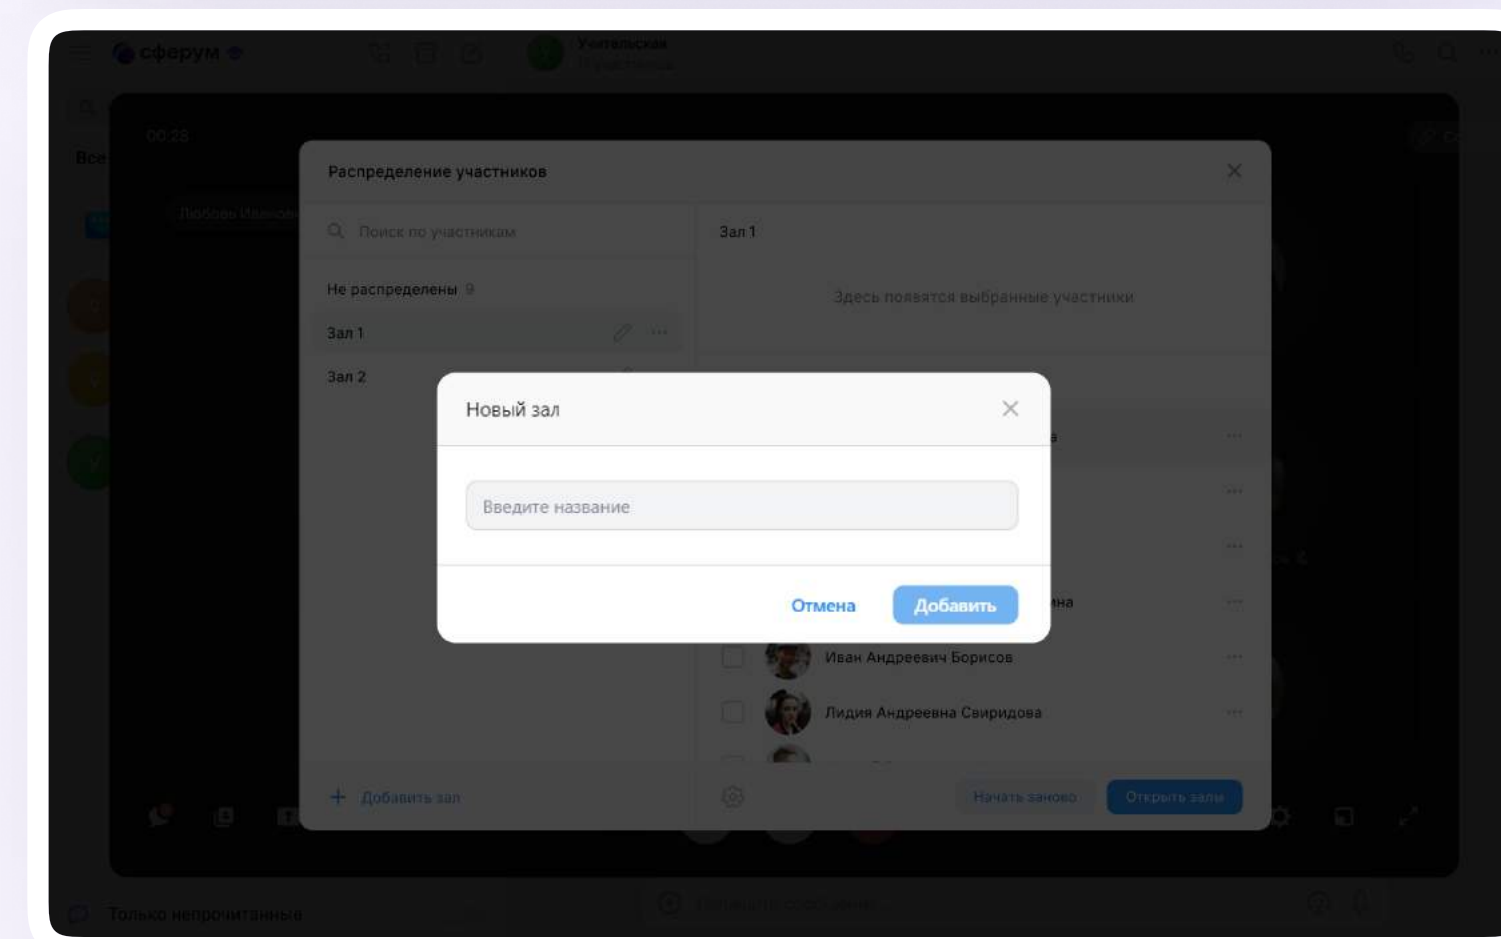 сферум
Учительская
00:28
Все
Распределение участников
Любовь
Поиск по участникам
Зал 1
Не распределены 9
Здесь появятся выбранные участники
Зал 1
Зал 2
Новый зал
Введите название
Отмена
Добавить
Иван Андреевич Борисов
Лидия Андреевна Свиридова
+ Добавить зал
Начать заново
Открыть залы
Только непрочитанные